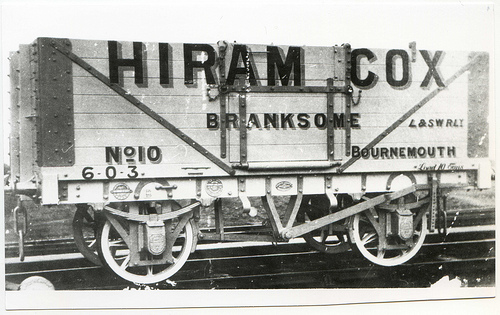 HIRAM COX
BRANKSOME
L&SWRLY
No10
BOURNEMOUTH
6-0-3